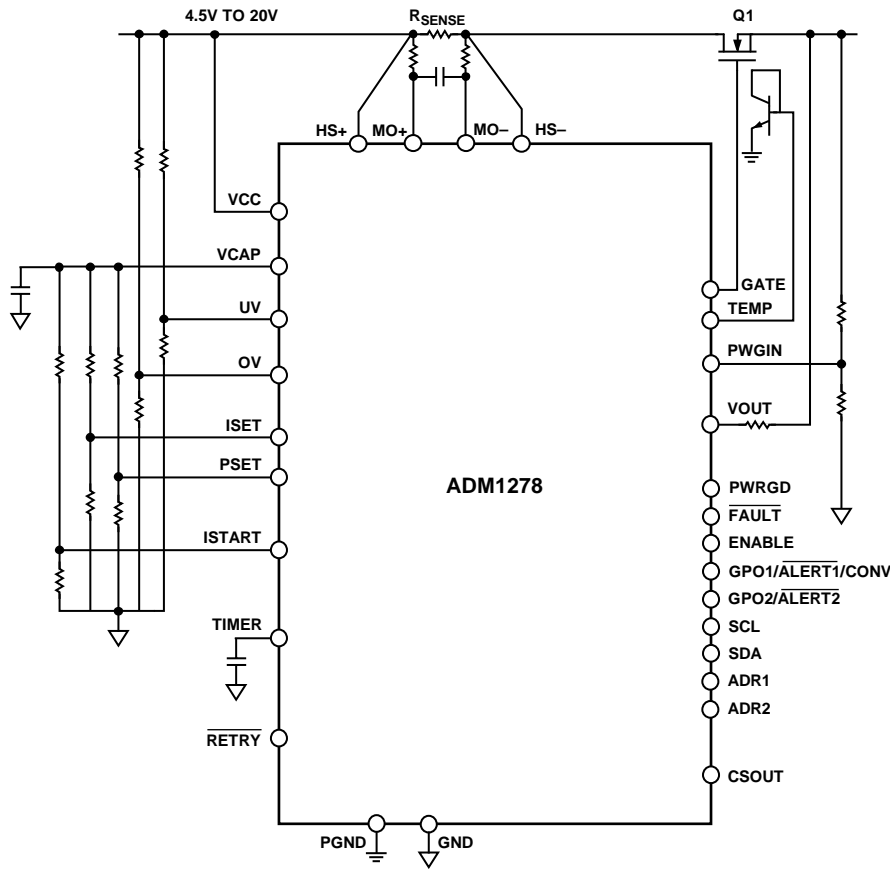 4.5V TO 20V
RSENSE
Q1
HS+
MO+
MO–
HS–
VCC
VCAP
UV
OV
ISET
PSET
ISTART
TIMER
RETRY
ADM1278
GATE
TEMP
PWGIN
VOUT
PWRGD
FAULT
ENABLE
GPO1/ALERT1/CONV
GPO2/ALERT2
SCL
SDA
ADR1
ADR2
CSOUT
PGND
GND